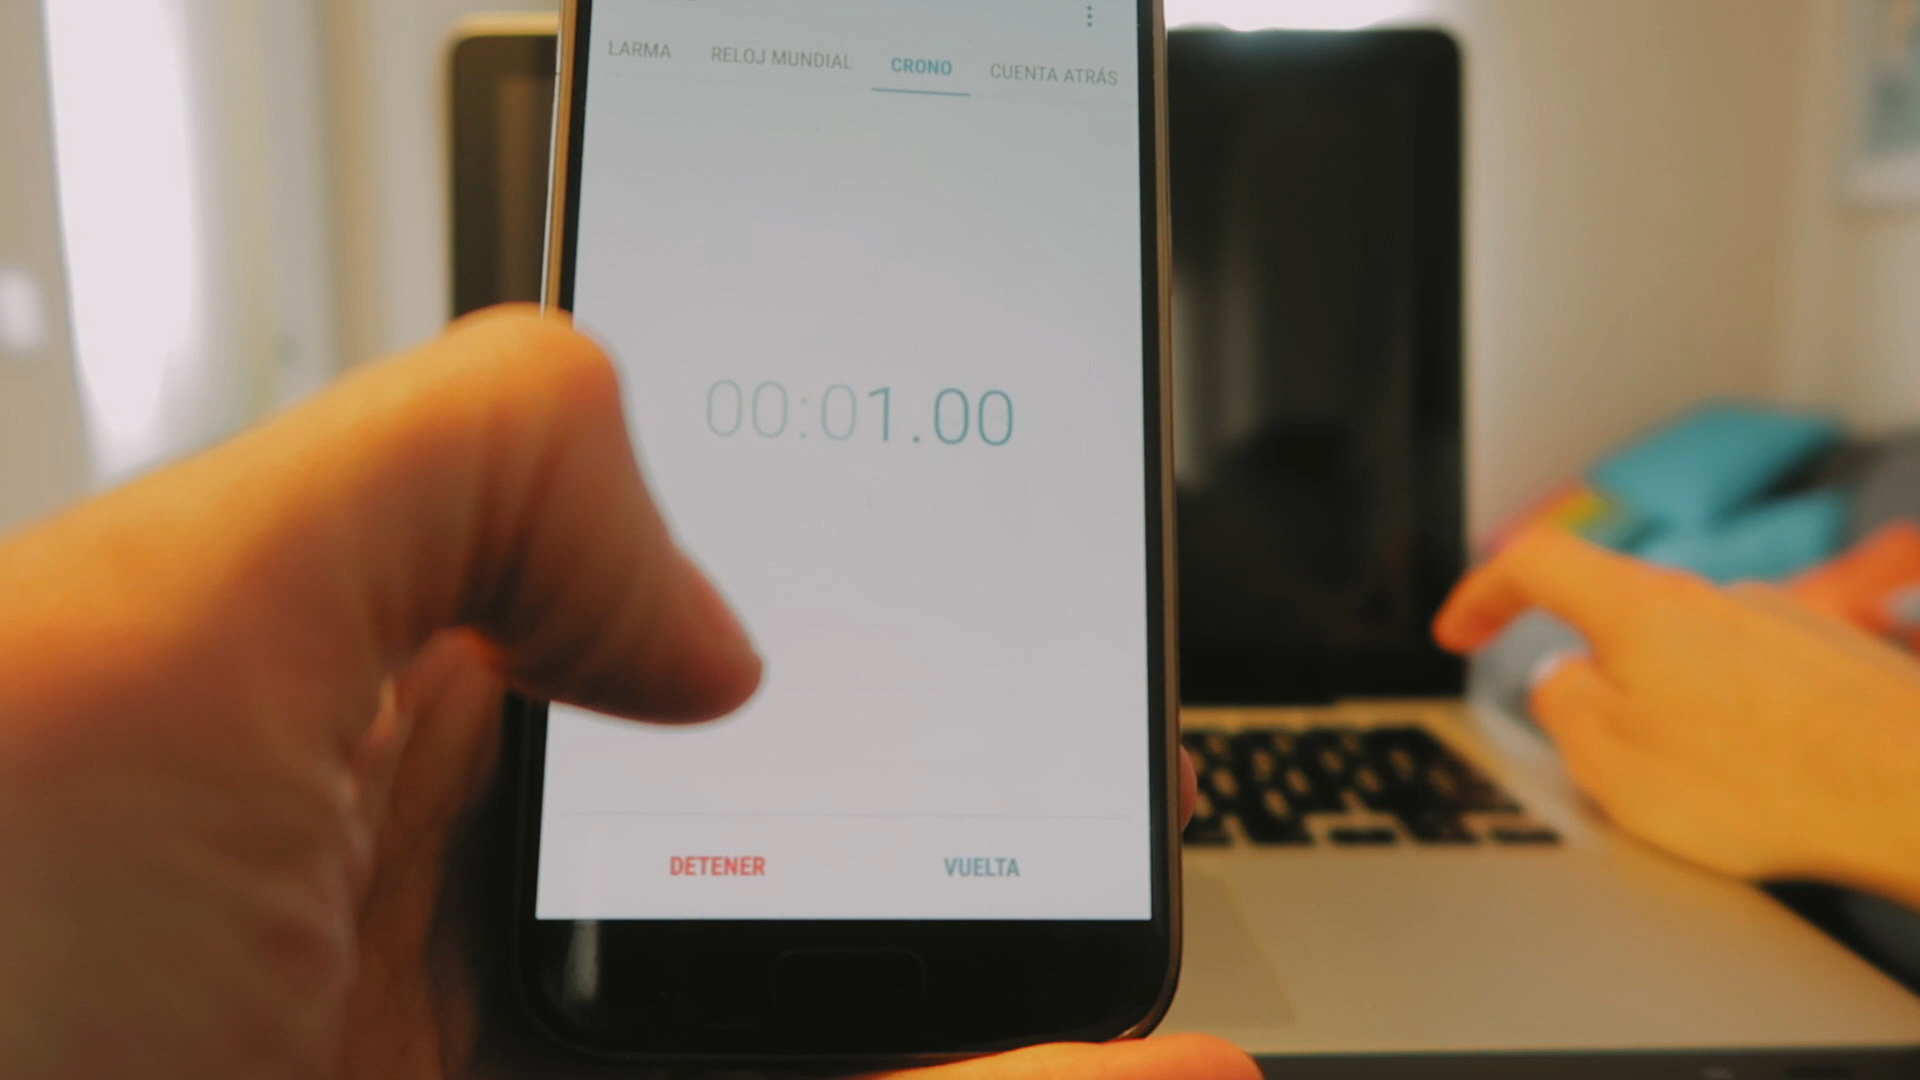 LARMA RELOJ MUNDIAL CRONO CUENTA ATRÁS
00:01.00
DETENER VUELTA